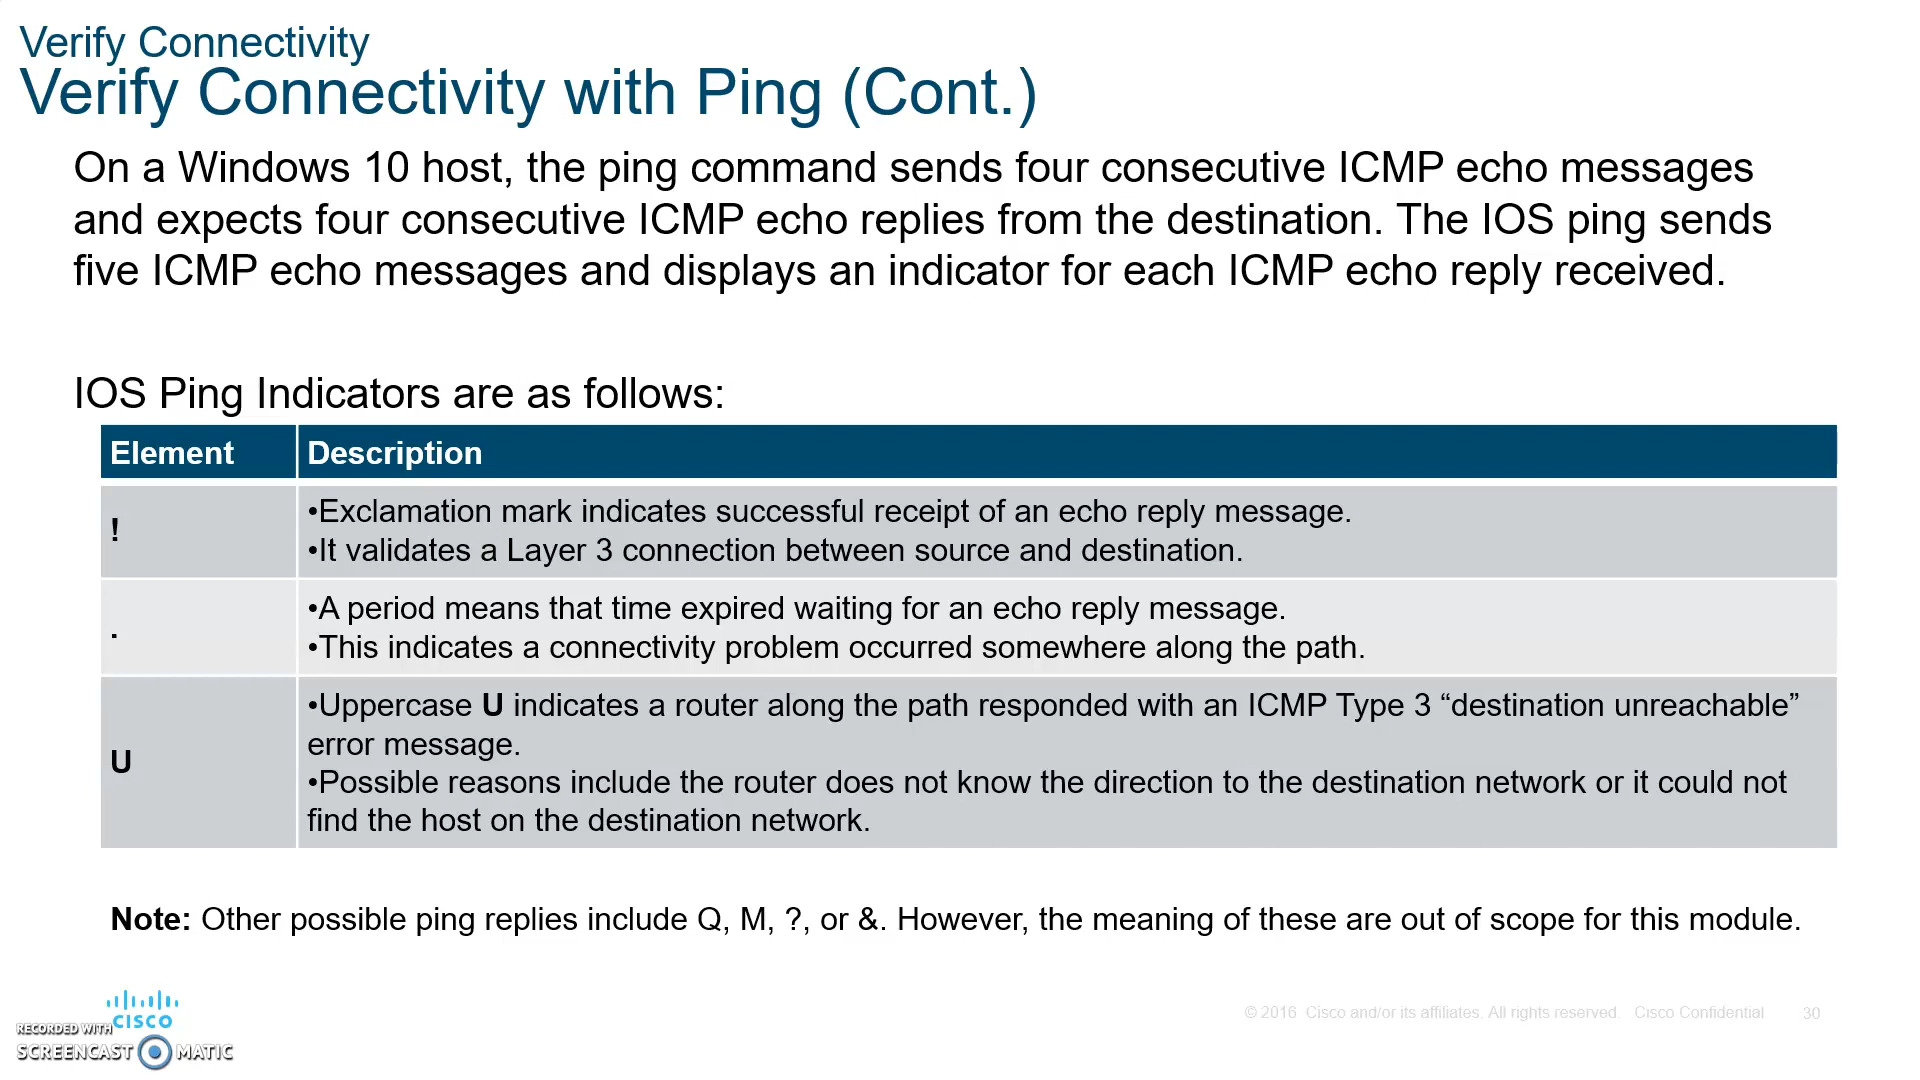 Verify Connectivity
Verify Connectivity with Ping (Cont.)
On a Windows 10 host, the ping command sends four consecutive ICMP echo messages
and expects four consecutive ICMP echo replies from the destination. The IOS ping sends
five ICMP echo messages and displays an indicator for each ICMP echo reply received.
IOS Ping Indicators are as follows:
Element Description
!
•Exclamation mark indicates successful receipt of an echo reply message.
•It validates a Layer 3 connection between source and destination.
.
•A period means that time expired waiting for an echo reply message.
•This indicates a connectivity problem occurred somewhere along the path.
U
•Uppercase U indicates a router along the path responded with an ICMP Type 3 “destination unreachable”
error message.
•Possible reasons include the router does not know the direction to the destination network or it could not
find the host on the destination network.
Note: Other possible ping replies include Q, M, ?, or &. However, the meaning of these are out of scope for this module.
© 2016 Cisco and/or its affiliates. All rights reserved. Cisco Confidential 30
CISCO
RECORDED WITH
SCREENCAST MATIC